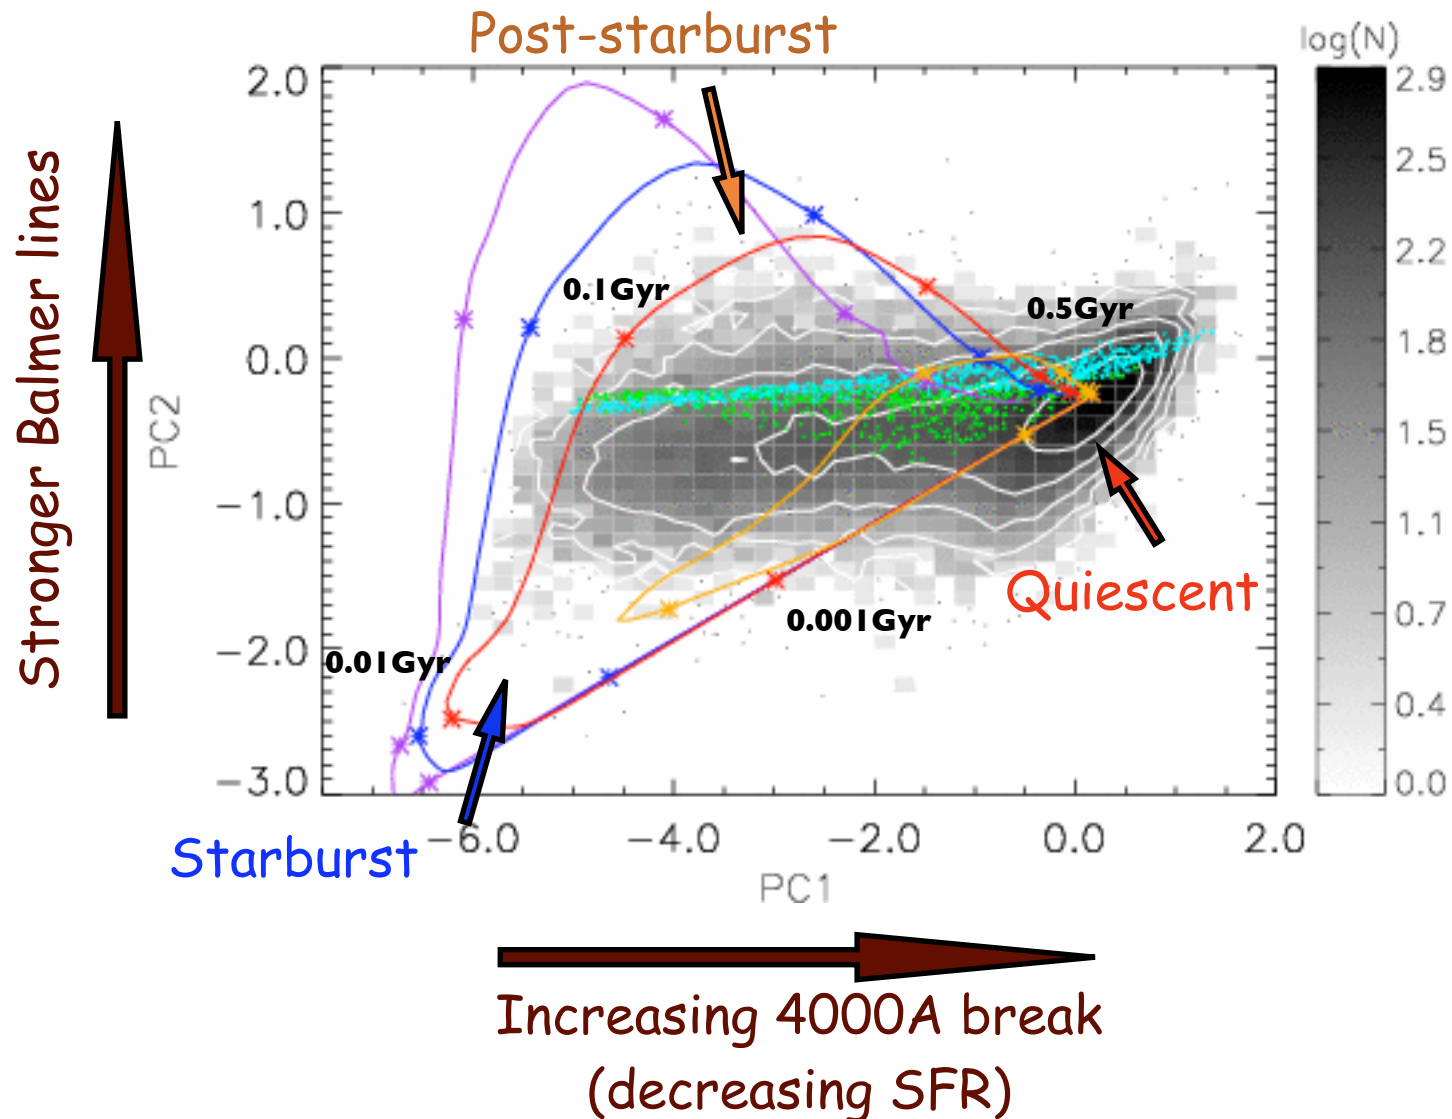 Post-starburst
log(N)
2.0
1.0
0.0
−1.0
−2.0
−3.0
PC2
Stronger Balmer lines
0.1Gyr
0.5Gyr
0.01Gyr
0.001Gyr
Quiescent
Starburst
2.9
2.5
2.2
1.8
1.5
1.1
0.7
0.4
0.0
−6.0
−4.0
−2.0
0.0
2.0
PC1
Increasing 4000A break
(decreasing SFR)